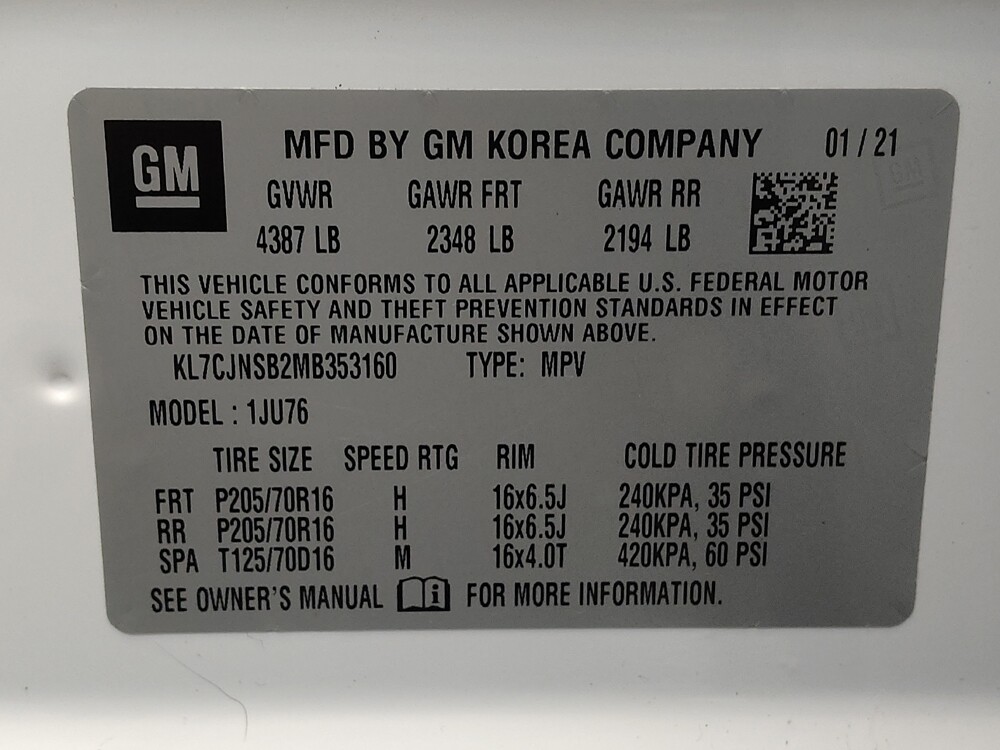 GM
MFD BY GM KOREA COMPANY 01 / 21
GVWR GAWR FRT GAWR RR
4387 LB 2348 LB 2194 LB
THIS VEHICLE CONFORMS TO ALL APPLICABLE U.S. FEDERAL MOTOR
VEHICLE SAFETY AND THEFT PREVENTION STANDARDS IN EFFECT
ON THE DATE OF MANUFACTURE SHOWN ABOVE.
KL7CJNSB2MB353160 TYPE: MPV
MODEL : 1JU76
TIRE SIZE SPEED RTG RIM COLD TIRE PRESSURE
FRT P205/70R16 H 16x6.5J 240KPA, 35 PSI
RR P205/70R16 H 16x6.5J 240KPA, 35 PSI
SPA T125/70D16 M 16x4.0T 420KPA, 60 PSI
SEE OWNER'S MANUAL i FOR MORE INFORMATION.